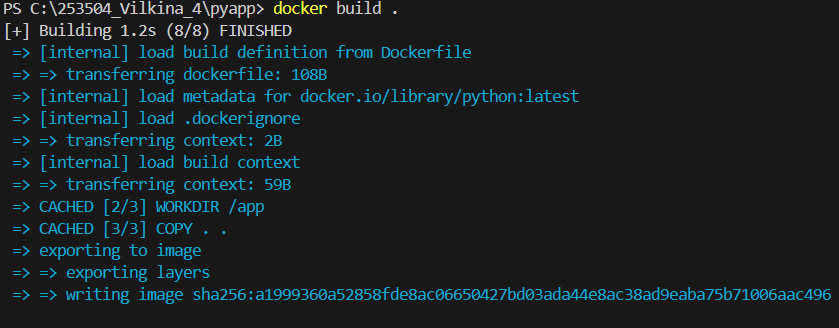 PS C:\253504_Vilkina_4\pyapp> docker build .
[+] Building 1.2s (8/8) FINISHED
=> [internal] load build definition from Dockerfile
=> => transferring dockerfile: 108B
=> [internal] load metadata for docker.io/library/python:latest
=> [internal] load .dockerignore
=> => transferring context: 2B
=> [internal] load build context
=> => transferring context: 59B
=> CACHED [2/3] WORKDIR /app
=> CACHED [3/3] COPY . .
=> exporting to image
=> => exporting layers
=> => writing image sha256:a1999360a52858fde8ac06650427bd03ada44e8ac38ad9eaba75b71006aac496